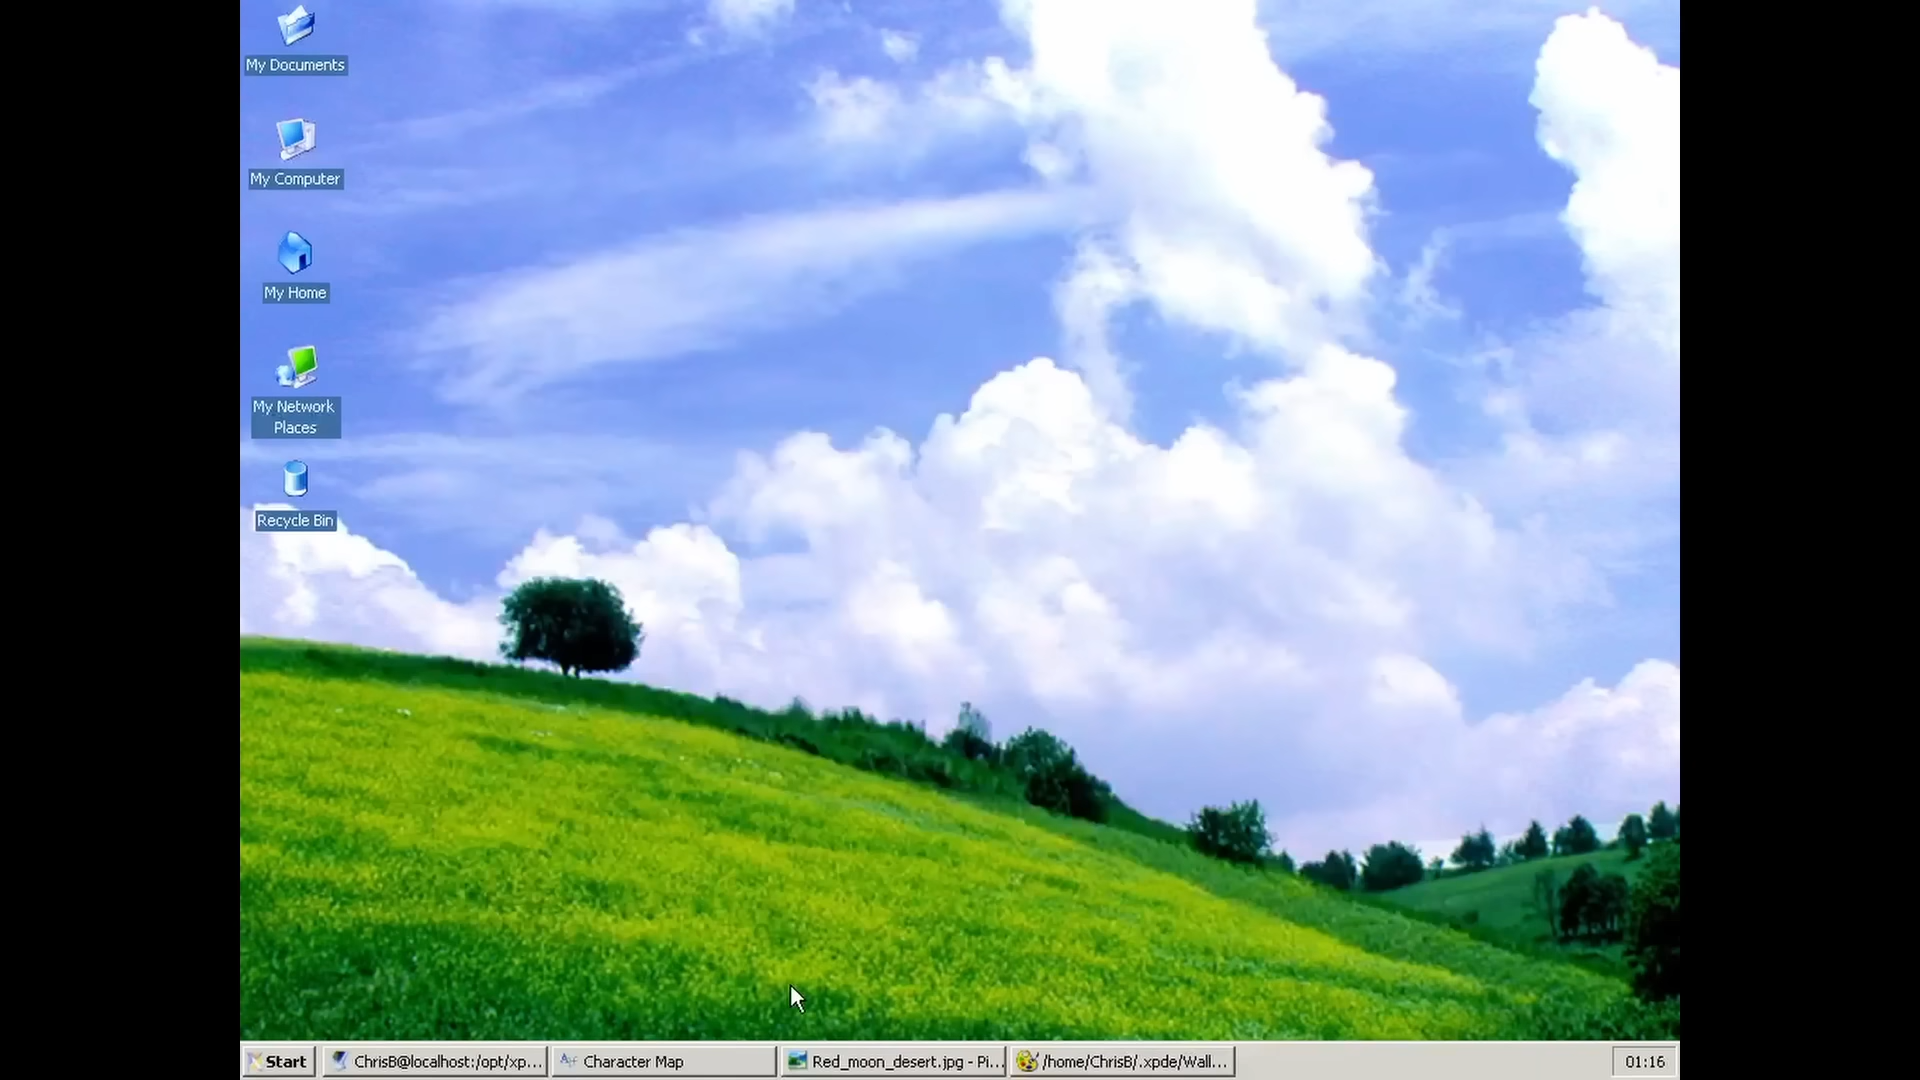 My Documents
My Computer
My Home
My Network
Places
Recycle Bin
Start
ChrisB@localhost:/opt/xp...
Character Map
Red_moon_desert.jpg - Pi...
/home/ChrisB/.xpde/Wall...
01:16